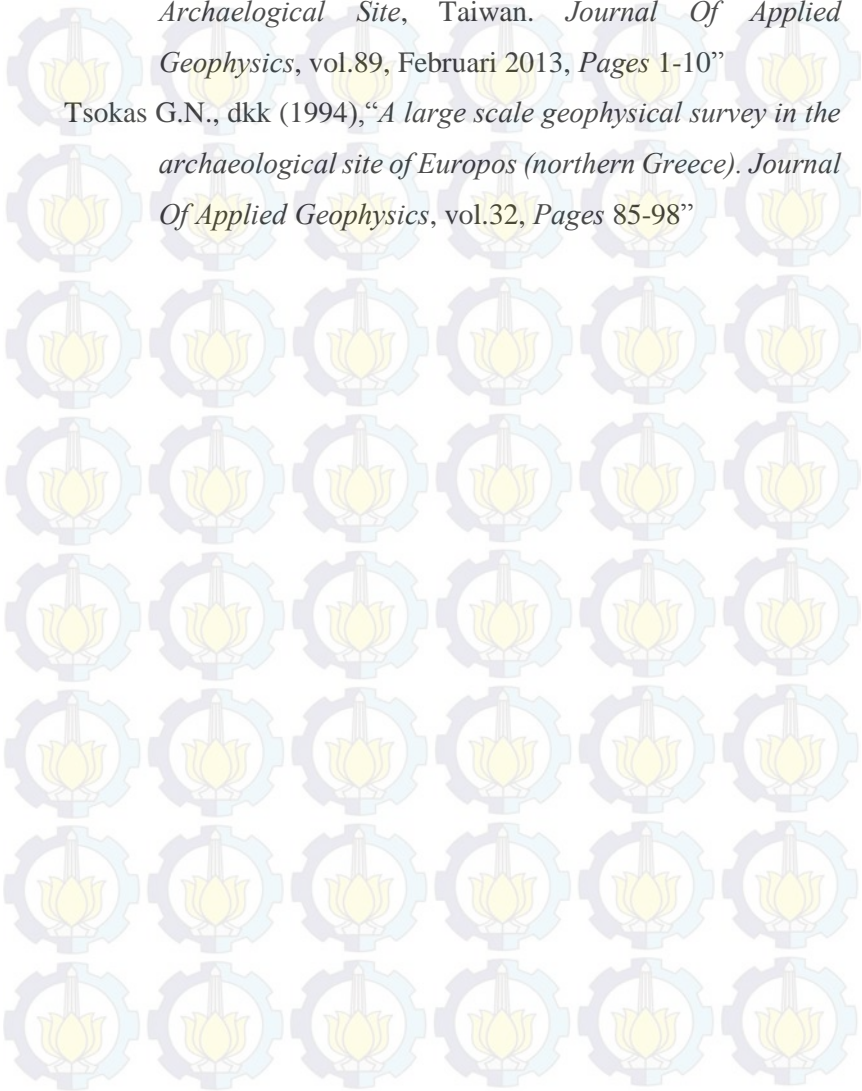 Archaelogical Site, Taiwan. Journal Of Applied
Geophysics, vol.89, Februari 2013, Pages 1-10”
Tsokas G.N., dkk (1994),“A large scale geophysical survey in the
archaeological site of Europos (northern Greece). Journal
Of Applied Geophysics, vol.32, Pages 85-98”